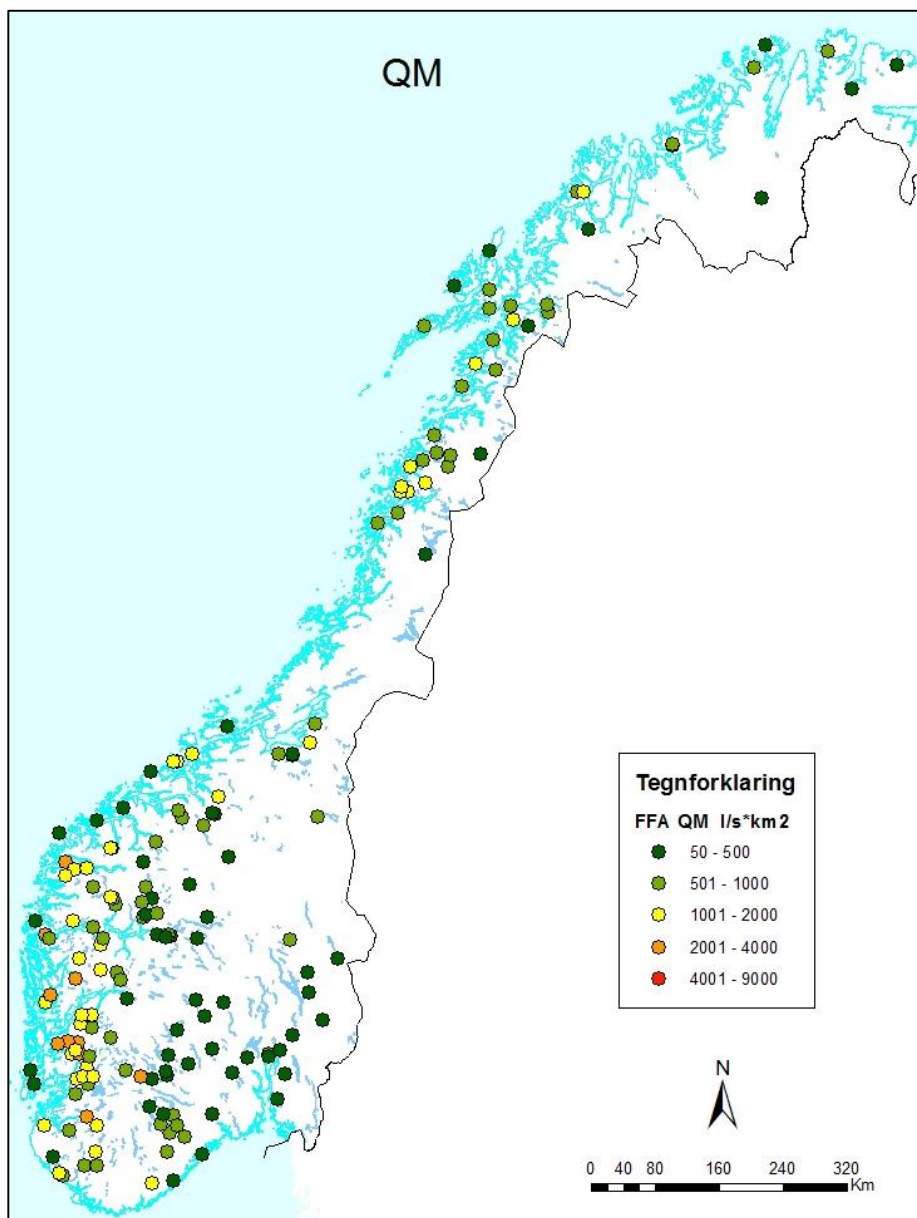 QM
Tegnforklaring
FFA QM l/s*km2
50 - 500
501 - 1000
1001 - 2000
2001 - 4000
4001 - 9000
N
0 40 80 160 240 320
Km